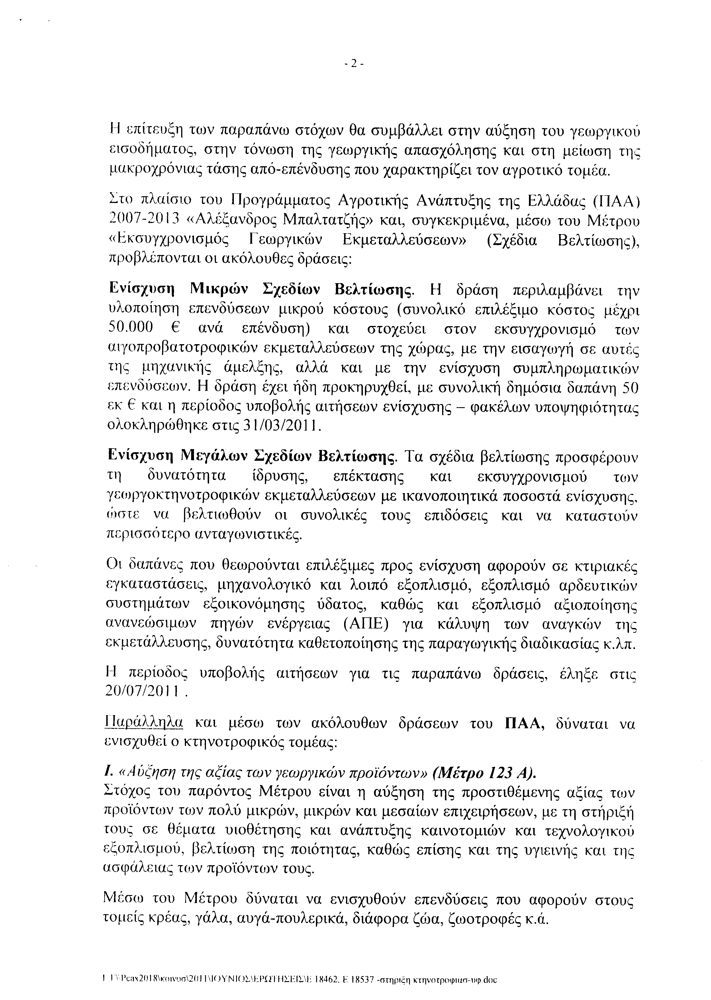 - 2 -
Η επίτευξη των παραπάνω στόχων θα συμβάλλει στην αύξηση του γεωργικού
εισοδήματος, στην τόνωση της γεωργικής απασχόλησης και στη μείωση της
μακροχρόνιας τάσης από-επένδυσης που χαρακτηρίζει τον αγροτικό τομέα.
Στο πλαίσιο του Προγράμματος Αγροτικής Ανάπτυξης της Ελλάδας (ΠΑΑ)
2007-2013 «Αλέξανδρος Μπαλτατζής» και, συγκεκριμένα, μέσω του Μέτρου
«Εκσυγχρονισμός Γεωργικών Εκμεταλλεύσεων» (Σχέδια Βελτίωσης),
προβλέπονται οι ακόλουθες δράσεις:
Ενίσχυση Μικρών Σχεδίων Βελτίωσης. Η δράση περιλαμβάνει την
υλοποίηση επενδύσεων μικρού κόστους (συνολικό επιλέξιμο κόστος μέχρι
50.000 € ανά επένδυση) και στοχεύει στον εκσυγχρονισμό των
αιγοπροβατοτροφικών εκμεταλλεύσεων της χώρας, με την εισαγωγή σε αυτές
της μηχανικής άμελξης, αλλά και με την ενίσχυση συμπληρωματικών
επενδύσεων. Η δράση έχει ήδη προκηρυχθεί, με συνολική δημόσια δαπάνη 50
εκ € και η περίοδος υποβολής αιτήσεων ενίσχυσης – φακέλων υποψηφιότητας
ολοκληρώθηκε στις 31/03/2011.
Ενίσχυση Μεγάλων Σχεδίων Βελτίωσης. Τα σχέδια βελτίωσης προσφέρουν
τη δυνατότητα ίδρυσης, επέκτασης και εκσυγχρονισμού των
γεωργοκτηνοτροφικών εκμεταλλεύσεων με ικανοποιητικά ποσοστά ενίσχυσης,
ώστε να βελτιωθούν οι συνολικές τους επιδόσεις και να καταστούν
περισσότερο ανταγωνιστικές.
Οι δαπάνες που θεωρούνται επιλέξιμες προς ενίσχυση αφορούν σε κτιριακές
εγκαταστάσεις, μηχανολογικό και λοιπό εξοπλισμό, εξοπλισμό αρδευτικών
συστημάτων εξοικονόμησης ύδατος, καθώς και εξοπλισμό αξιοποίησης
ανανεώσιμων πηγών ενέργειας (ΑΠΕ) για κάλυψη των αναγκών της
εκμετάλλευσης, δυνατότητα καθετοποίησης της παραγωγικής διαδικασίας κ.λπ.
Η περίοδος υποβολής αιτήσεων για τις παραπάνω δράσεις, έληξε στις
20/07/2011 .
Παράλληλα και μέσω των ακόλουθων δράσεων του ΠΑΑ, δύναται να
ενισχυθεί ο κτηνοτροφικός τομέας:
Ι. «Αύξηση της αξίας των γεωργικών προϊόντων» (Μέτρο 123 Α).
Στόχος του παρόντος Μέτρου είναι η αύξηση της προστιθέμενης αξίας των
προϊόντων των πολύ μικρών, μικρών και μεσαίων επιχειρήσεων, με τη στήριξή
τους σε θέματα υιοθέτησης και ανάπτυξης καινοτομιών και τεχνολογικού
εξοπλισμού, βελτίωση της ποιότητας, καθώς επίσης και της υγιεινής και της
ασφάλειας των προϊόντων τους.
Μέσω του Μέτρου δύναται να ενισχυθούν επενδύσεις που αφορούν στους
τομείς κρέας, γάλα, αυγά-πουλερικά, διάφορα ζώα, ζωοτροφές κ.ά.
\Pcax2018\κοινοσ\2011\ΙΟΥΝΙΟΣ\ΕΡΩΤΗΣΕΙΣ\Ε 18462. Ε 18537 -στηριξη κτηνοτροφιασ-υφ.doc